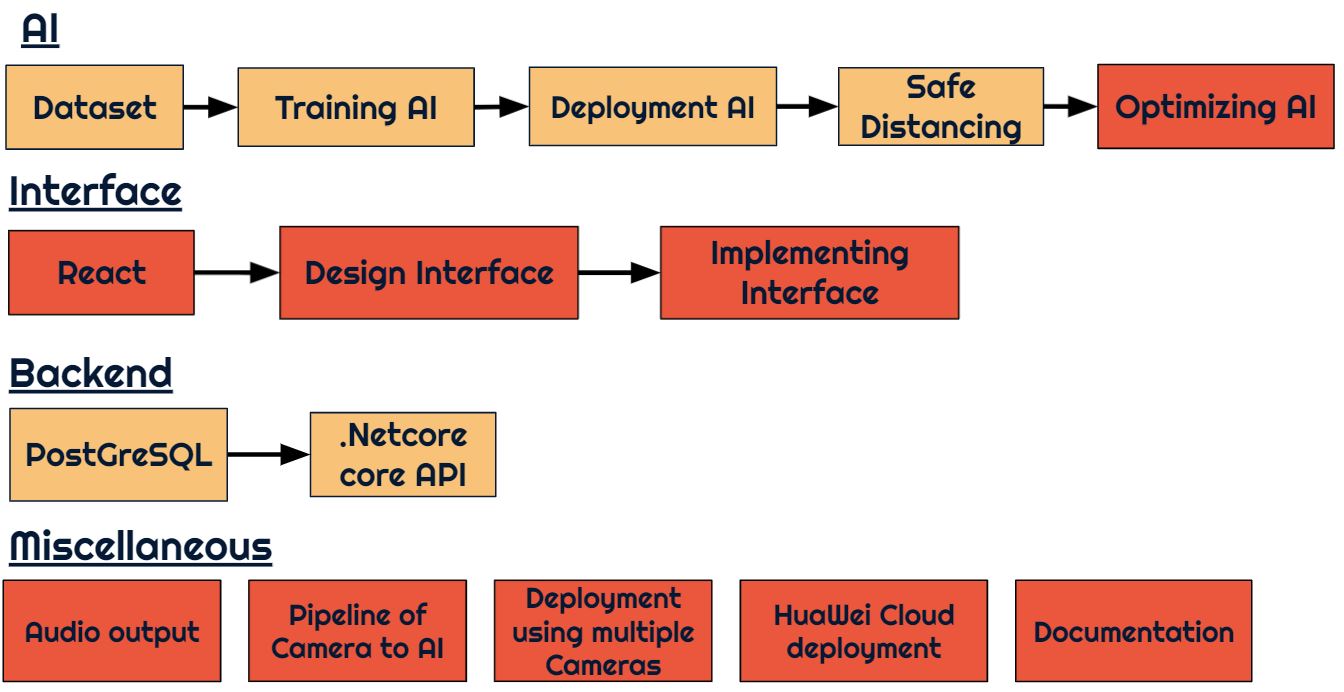 AI
Dataset
Training AI
Deployment AI
Safe
Distancing
Optimizing AI
Interface
React
Design Interface
Implementing
Interface
Backend
PostGreSQL
.Netcore
core API
Miscellaneous
Audio output
Pipeline of
Camera to AI
Deployment
using multiple
Cameras
HuaWei Cloud
deployment
Documentation